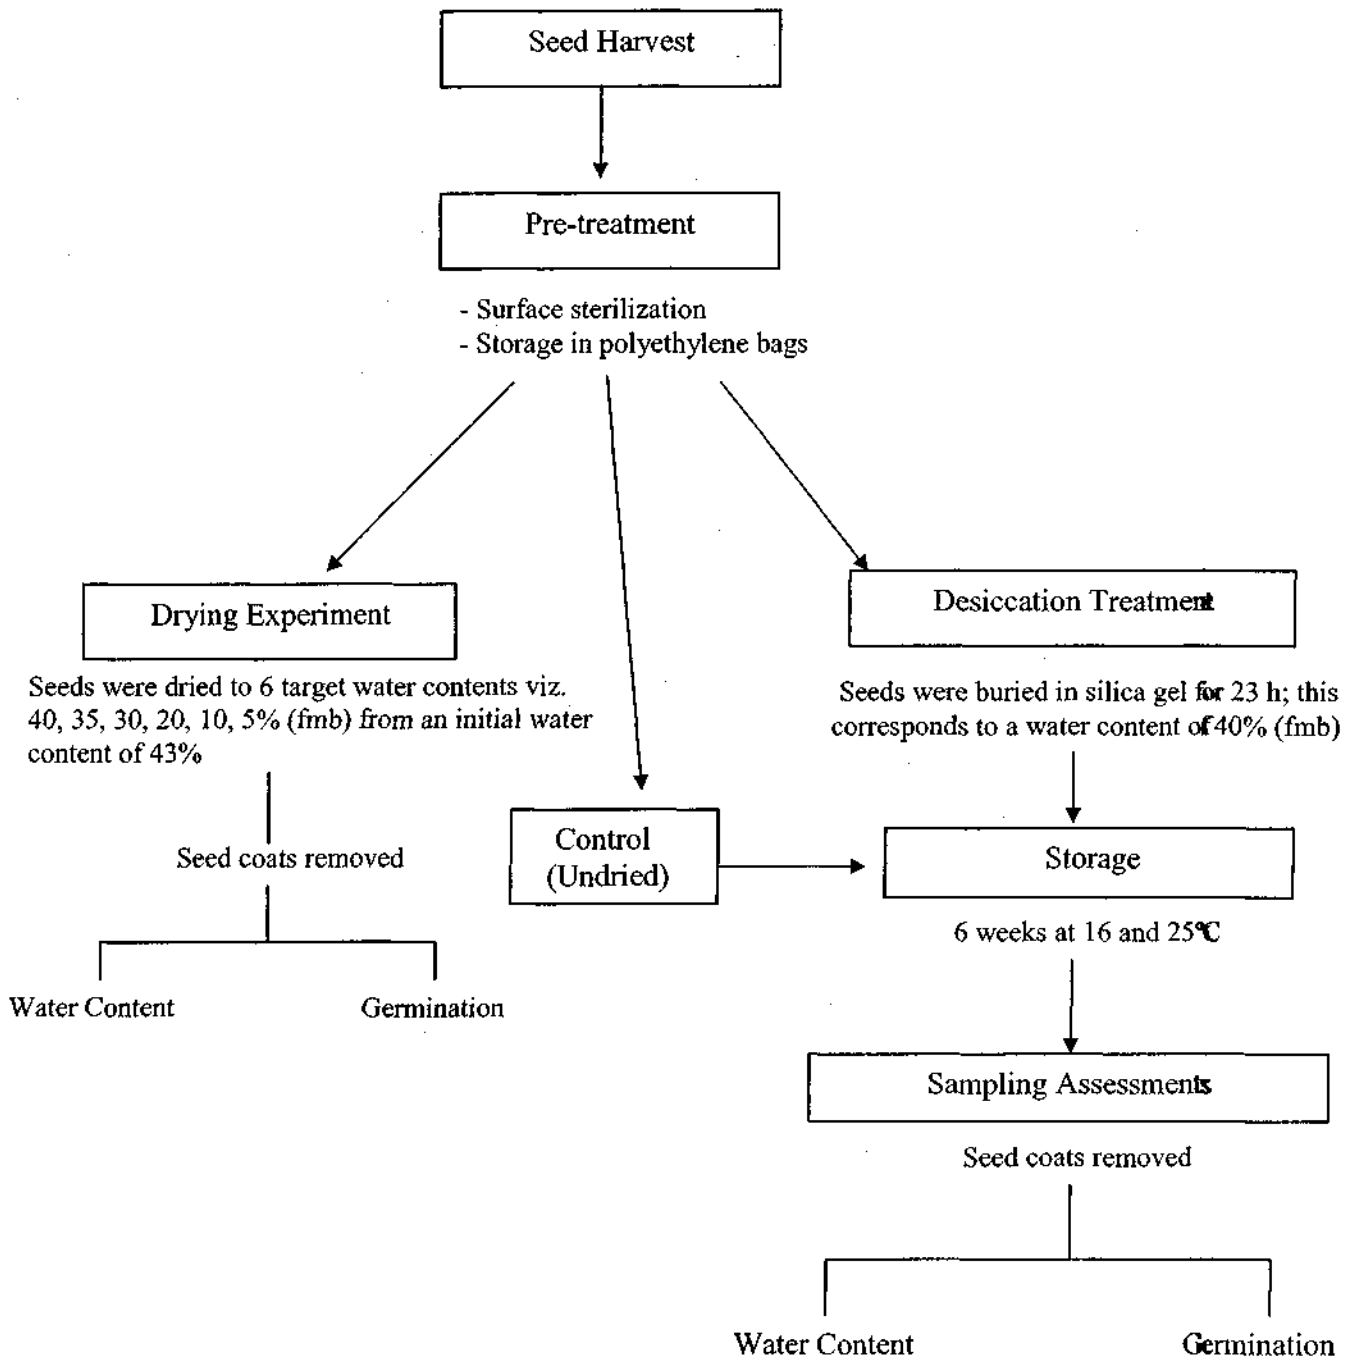 Seed Harvest
Pre-treatment
- Surface sterilization
- Storage in polyethylene bags
Drying Experiment
Seeds were dried to 6 target water contents viz.
40, 35, 30, 20, 10, 5% (fmb) from an initial water
content of 43%
Seed coats removed
Water Content
Germination
Control
(Undried)
Desiccation Treatment
Seeds were buried in silica gel for 23 h; this
corresponds to a water content of 40% (fmb)
Storage
6 weeks at 16 and 25℃
Sampling Assessments
Seed coats removed
Water Content
Germination